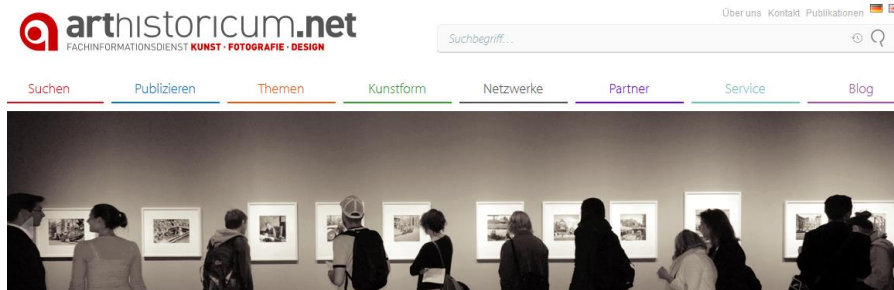 Über uns Kontakt Publikationen
arthistoricum.net
FACHINFORMATIONSDIENST KUNST · FOTOGRAFIE · DESIGN
Suchbegriff...
Suchen Publizieren Themen Kunstform Netzwerke Partner Service Blog